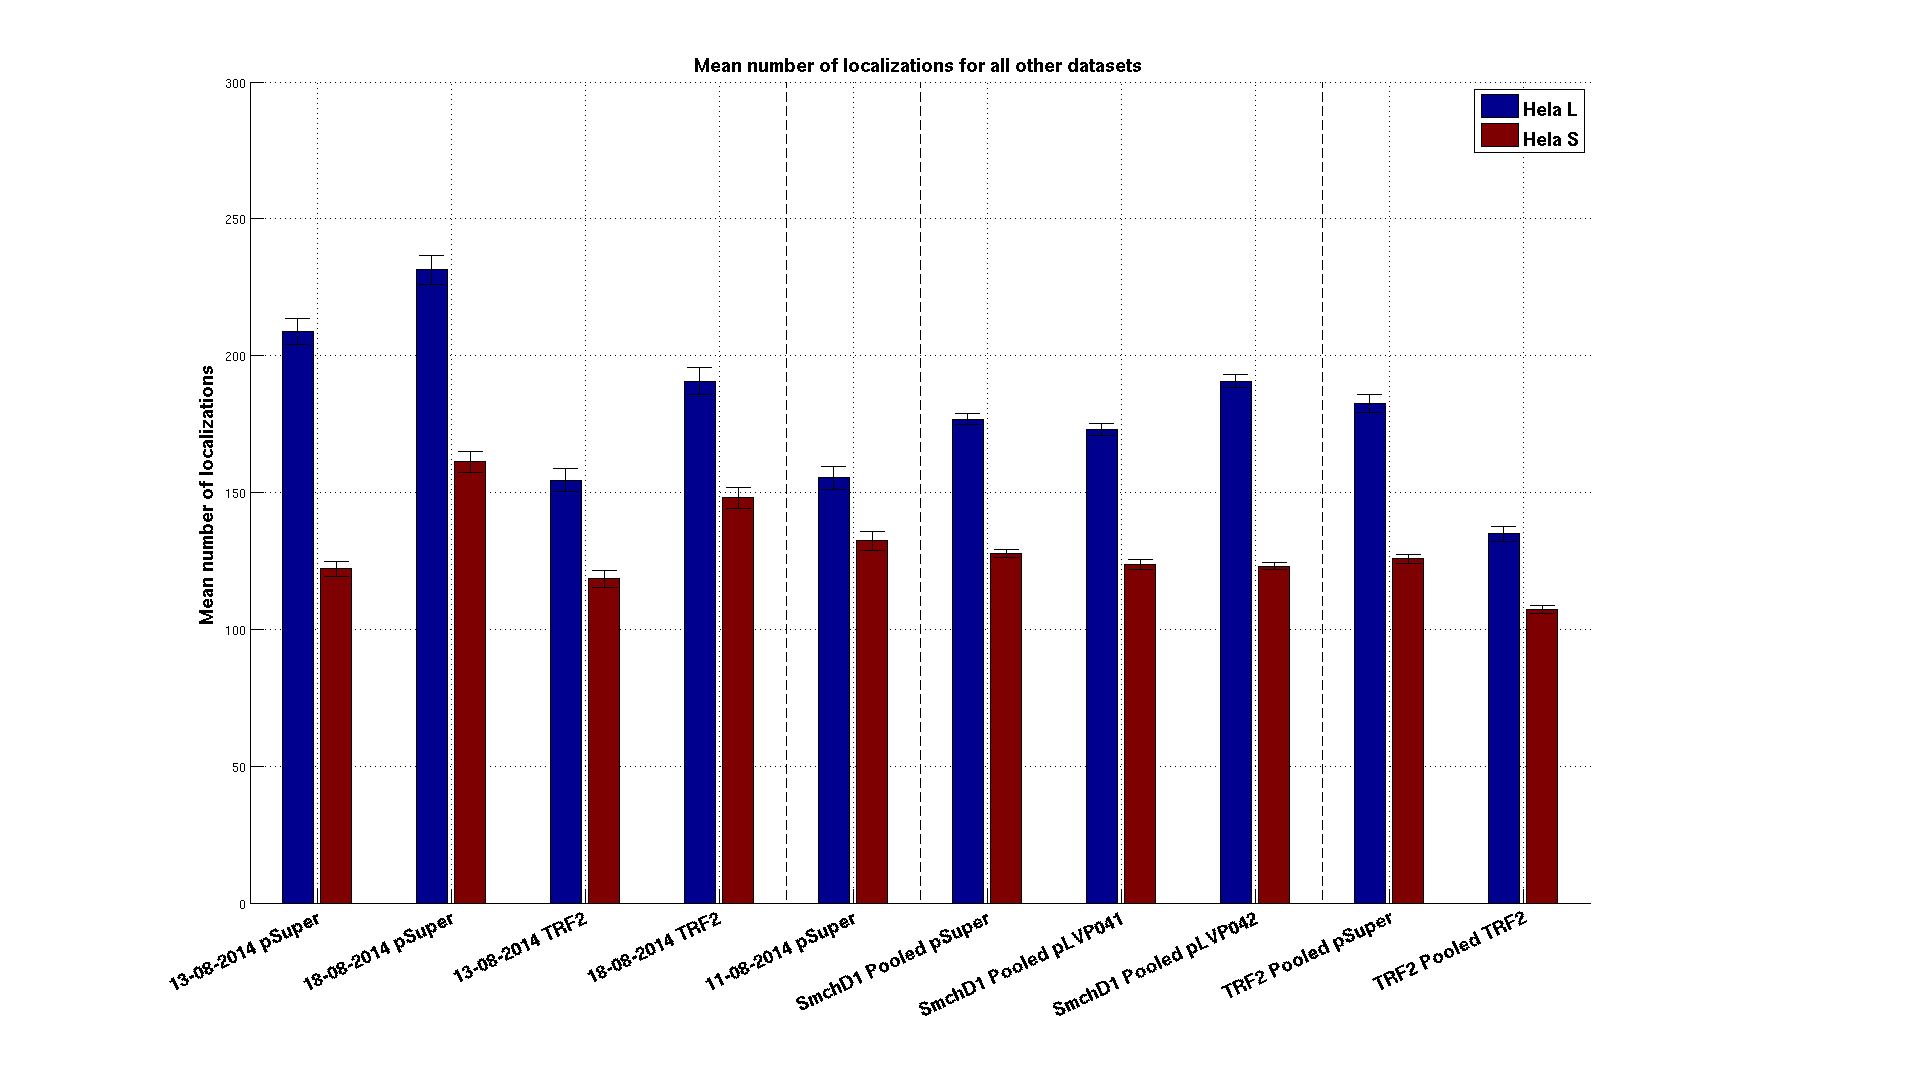 Mean number of localizations for all other datasets
Hela L
Hela S
Mean number of localizations
300
250
200
150
100
50
0
13-08-2014 pSuper
18-08-2014 pSuper
13-08-2014 TRF2
18-08-2014 TRF2
11-08-2014 pSuper
SmchD1 Pooled pSuper
SmchD1 Pooled pLVP041
SmchD1 Pooled pLVP042
TRF2 Pooled pSuper
TRF2 Pooled TRF2